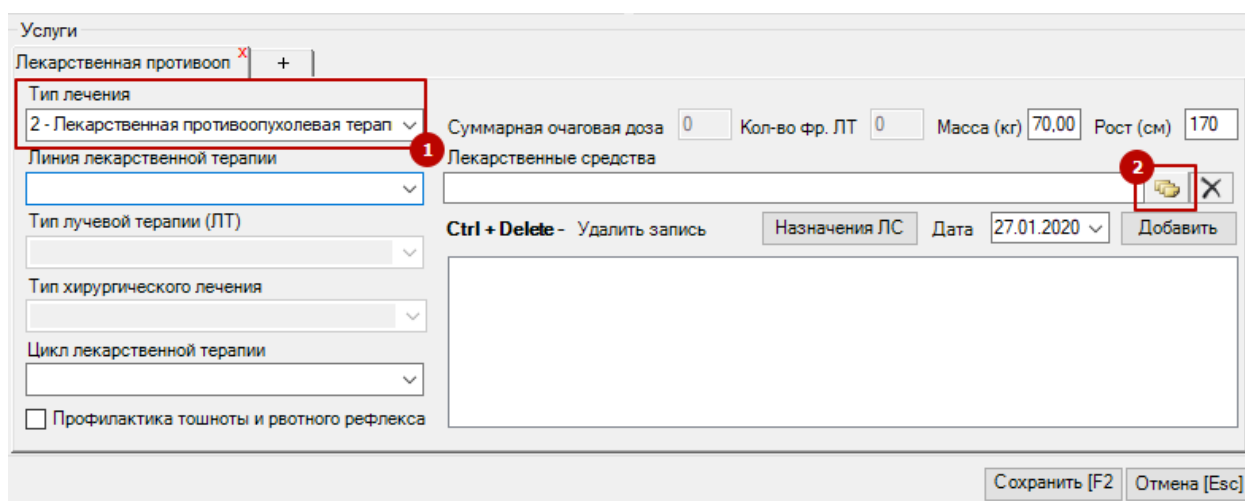 Услуги
Лекарственная противооп X +
Тип лечения
2 - Лекарственная противоопухолевая терап
1
Суммарная очаговая доза 0 Кол-во фр. ЛТ 0 Масса (кг) 70,00 Рост (см) 170
Линия лекарственной терапии
Лекарственные средства
2
Тип лучевой терапии (ЛТ)
Ctrl + Delete - Удалить запись Назначения ЛС Дата 27.01.2020 Добавить
Тип хирургического лечения
Цикл лекарственной терапии
Профилактика тошноты и рвотного рефлекса
Сохранить [F2 Отмена [Esc]